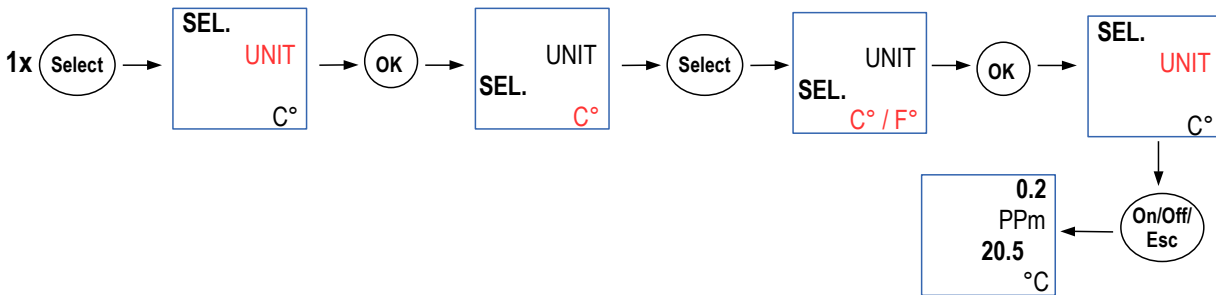 1x
Select
SEL.
UNIT
C°
OK
UNIT
SEL.
C°
Select
UNIT
SEL.
C° / F°
OK
SEL.
UNIT
C°
On/Off/
Esc
0.2
PPm
20.5
°C